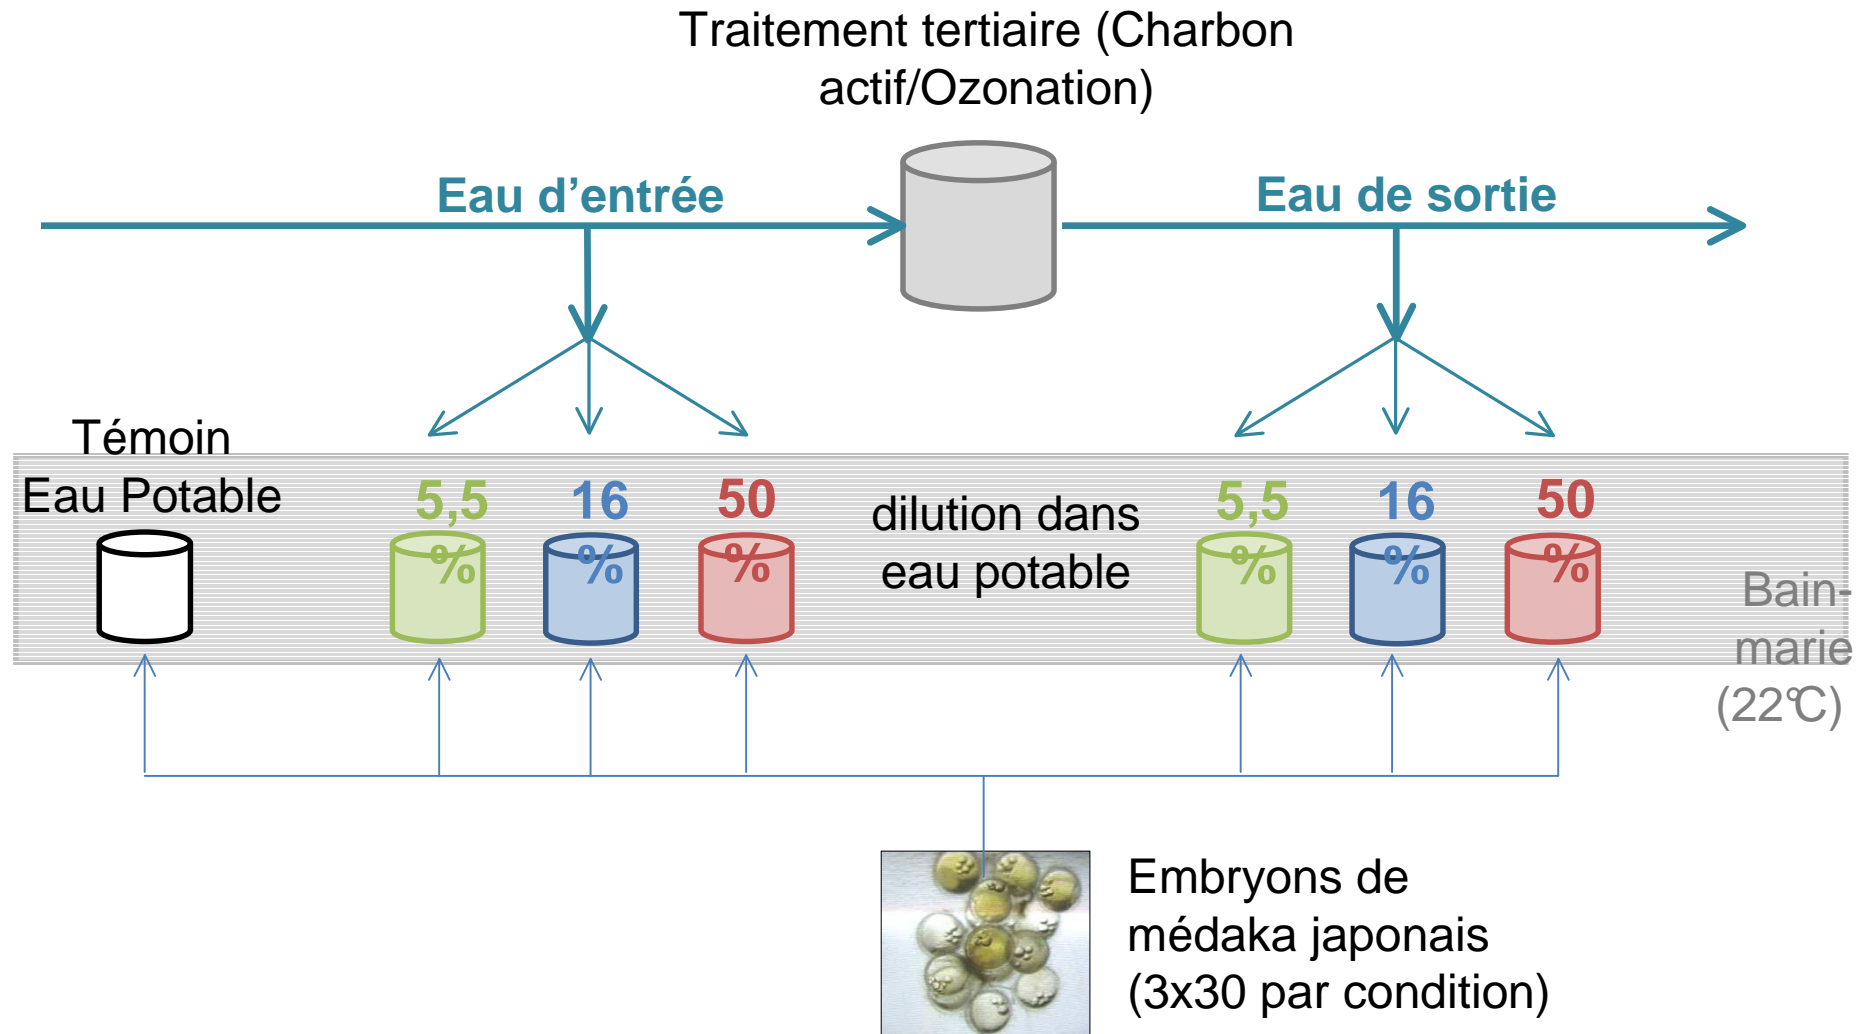 Traitement tertiaire (Charbon
actif/Ozonation)
Eau d’entrée
Eau de sortie
Témoin
Eau Potable
5,5
%
16
%
50
%
dilution dans
eau potable
5,5
%
16
%
50
%
Bain-
marie
(22°C)
Embryons de
médaka japonais
(3x30 par condition)